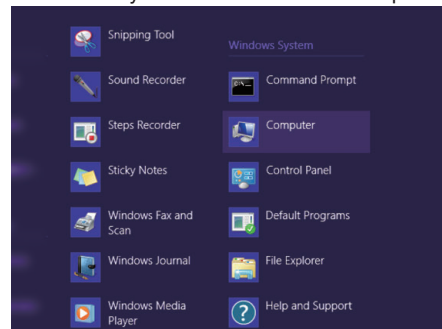 Snipping Tool
Sound Recorder
Steps Recorder
Sticky Notes
Windows Fax and
Scan
Windows Journal
Windows Media
Player
Windows System
Command Prompt
Computer
Control Panel
Default Programs
File Explorer
Help and Support